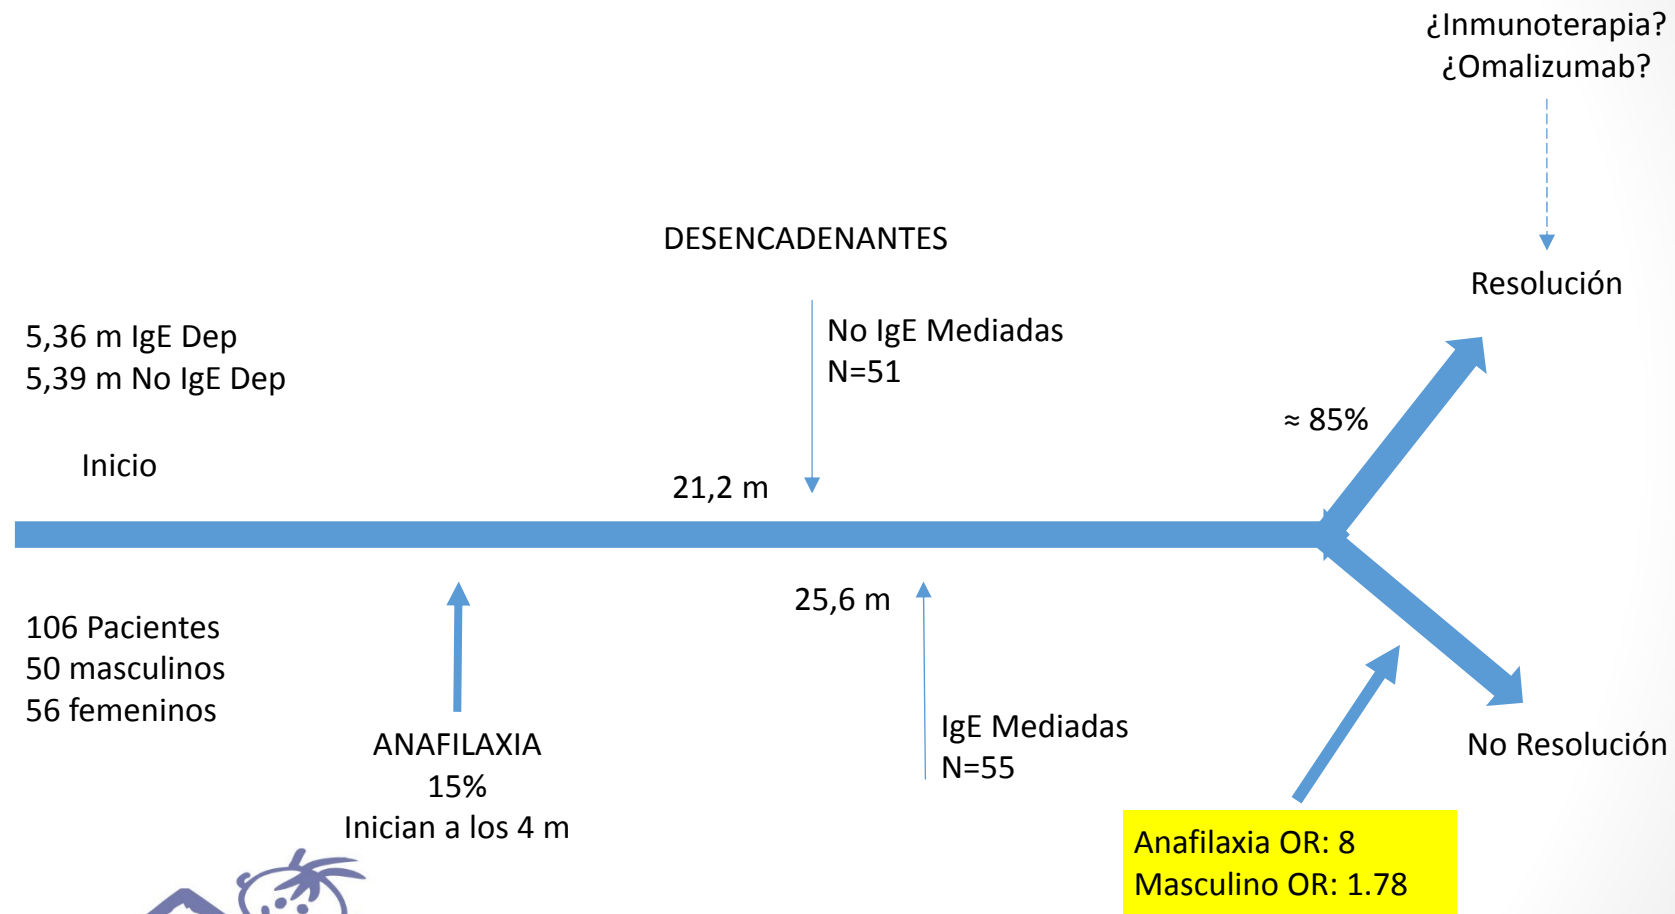 ¿Inmunoterapia?
¿Omalizumab?
DESENCADENANTES
Resolución
5,36 m IgE Dep
5,39 m No IgE Dep
No IgE Mediadas
N=51
≈ 85%
Inicio
21,2 m
25,6 m
106 Pacientes
50 masculinos
56 femeninos
ANAFILAXIA
15%
Inician a los 4 m
IgE Mediadas
N=55
No Resolución
Anafilaxia OR: 8
Masculino OR: 1.78